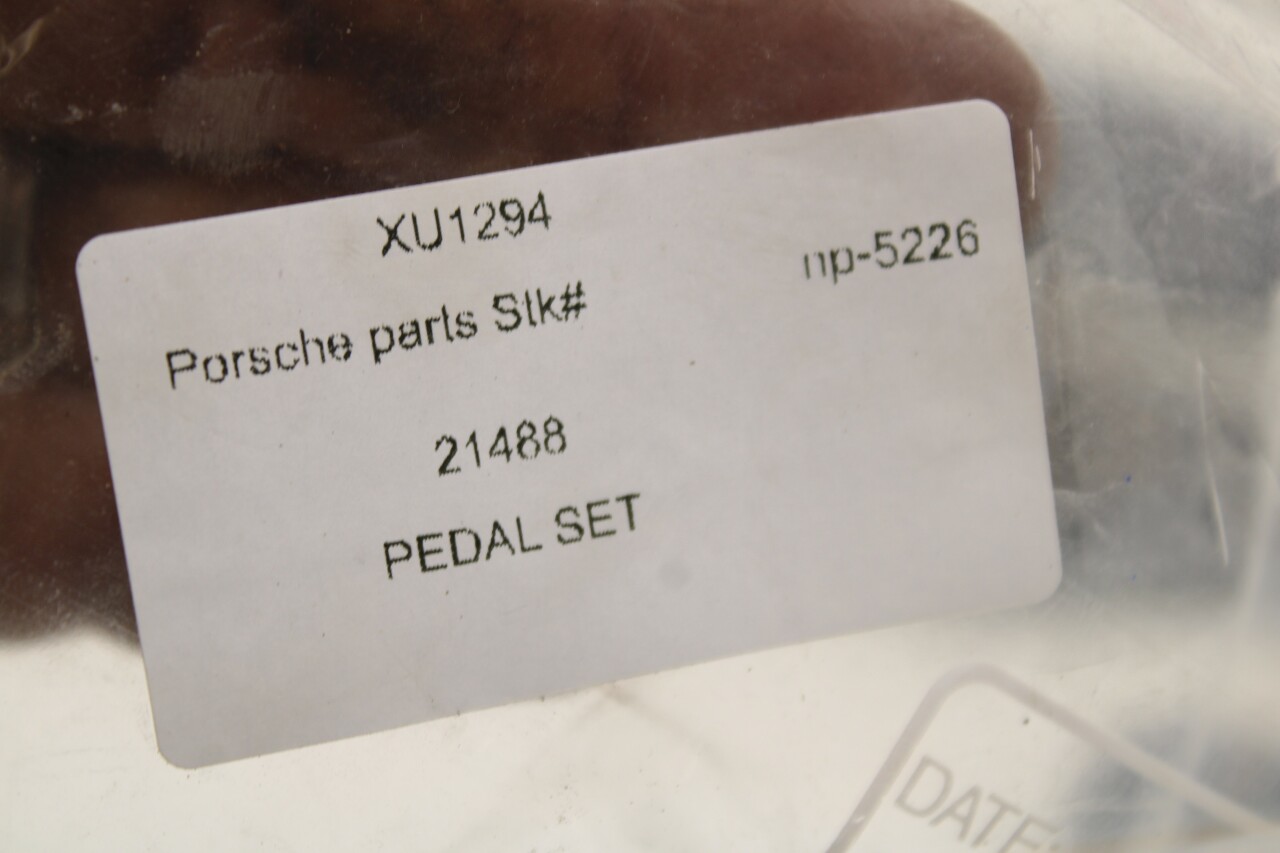 XU1294
np-5226
Porsche parts Stk#
21488
PEDAL SET
DATE